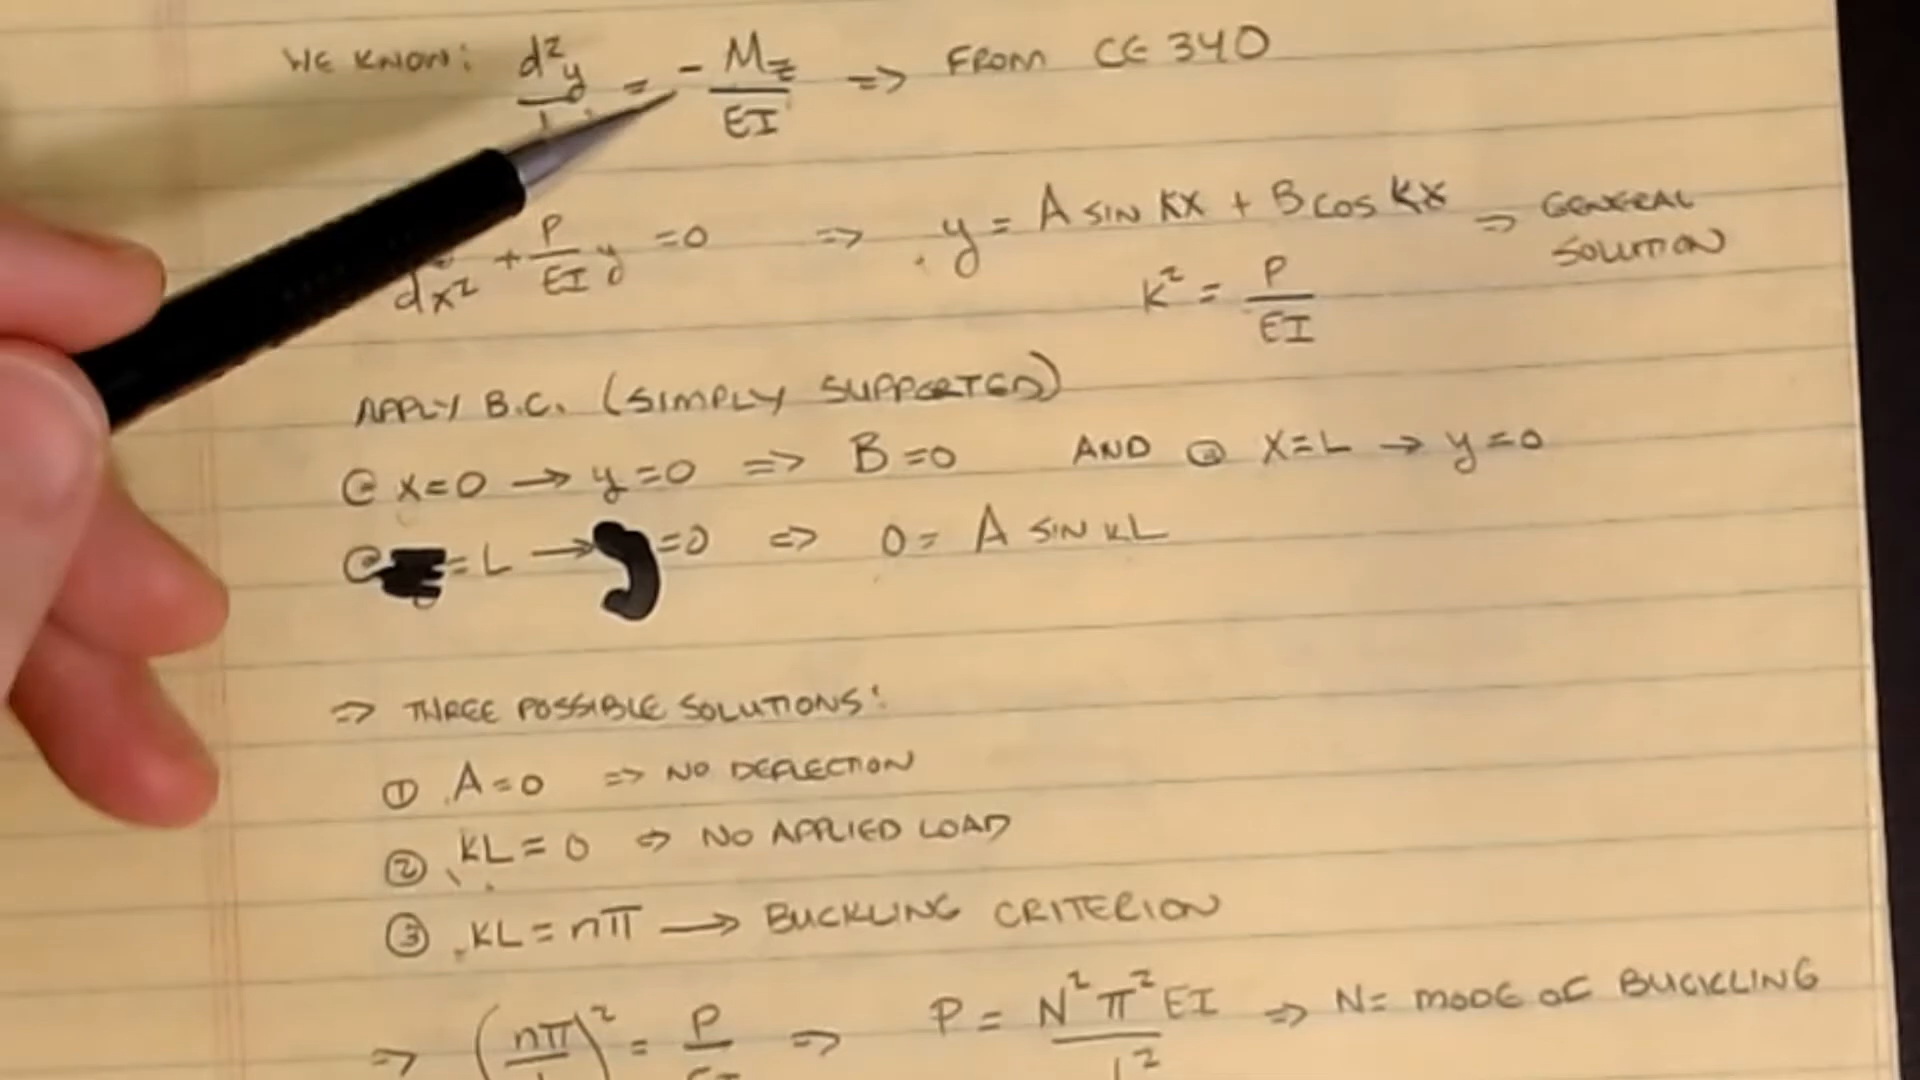 WE KNOW: d²y = - Mz/EI => FROM CE 340
dx² + P/EI y = 0 => y = A SIN KX + B COS KX => GENERAL SOLUTION
K² = P/EI
APPLY B.C. (SIMPLY SUPPORTED)
@ X=0 → y=0 => B=0 AND @ X=L → y=0
@ = L → =0 => 0 = A SIN KL
=> THREE POSSIBLE SOLUTIONS:
① A=0 => NO DEFLECTION
② KL = 0 => NO APPLIED LOAD
③ KL = nπ → BUCKLING CRITERION
=> (nπ/)² = P/ => P = N²π²EI/L² => N = MODE OF BUCKLING